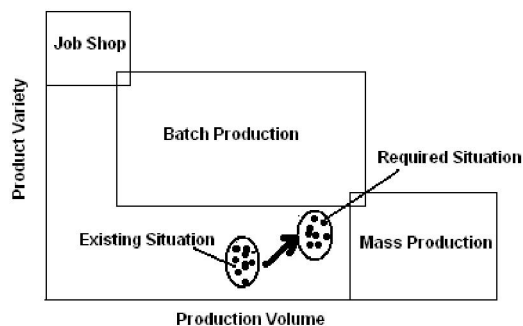 Job Shop
Product Variety
Batch Production
Required Situation
Existing Situation
Mass Production
Production Volume